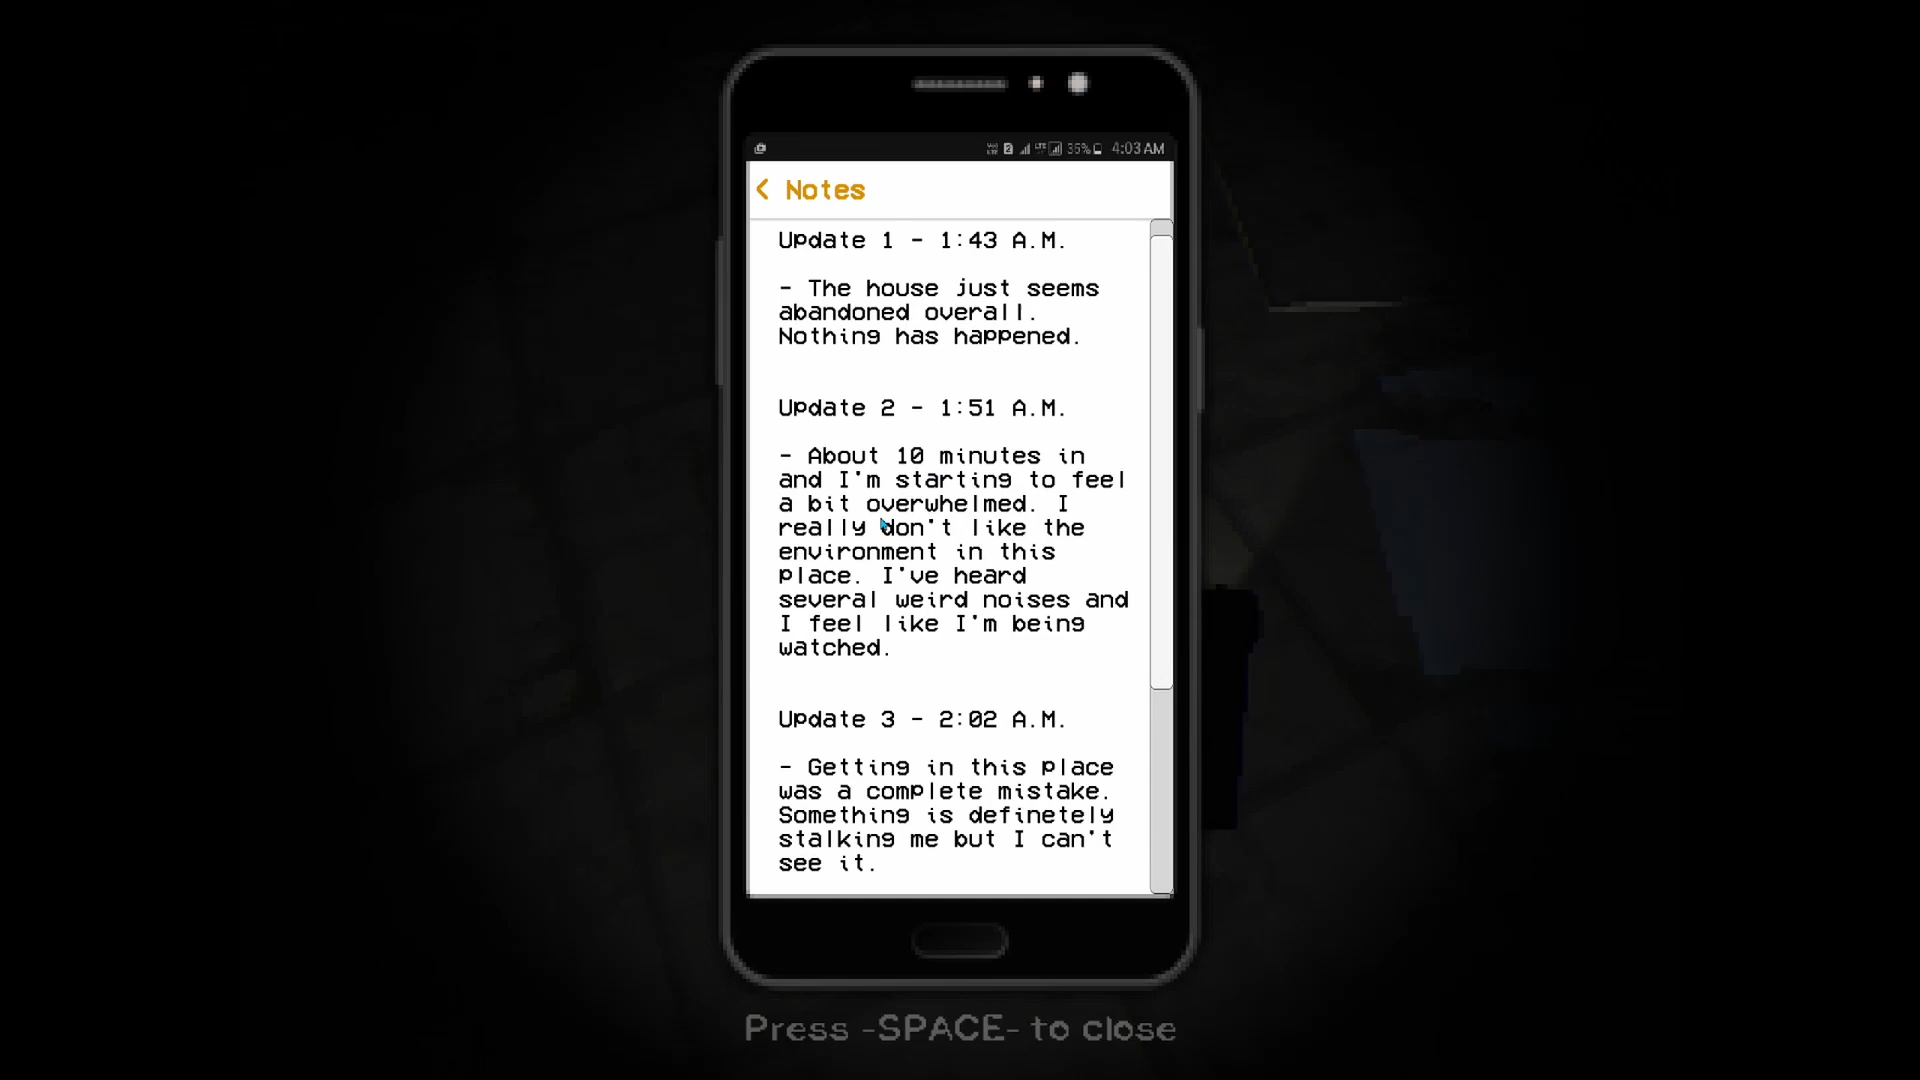 35% 4:03 AM
< Notes
Update 1 - 1:43 A.M.
- The house just seems
abandoned overall.
Nothing has happened.
Update 2 - 1:51 A.M.
- About 10 minutes in
and I'm starting to feel
a bit overwhelmed. I
really don't like the
environment in this
place. I've heard
several weird noises and
I feel like I'm being
watched.
Update 3 - 2:02 A.M.
- Getting in this place
was a complete mistake.
Something is definetely
stalking me but I can't
see it.
Press -SPACE- to close